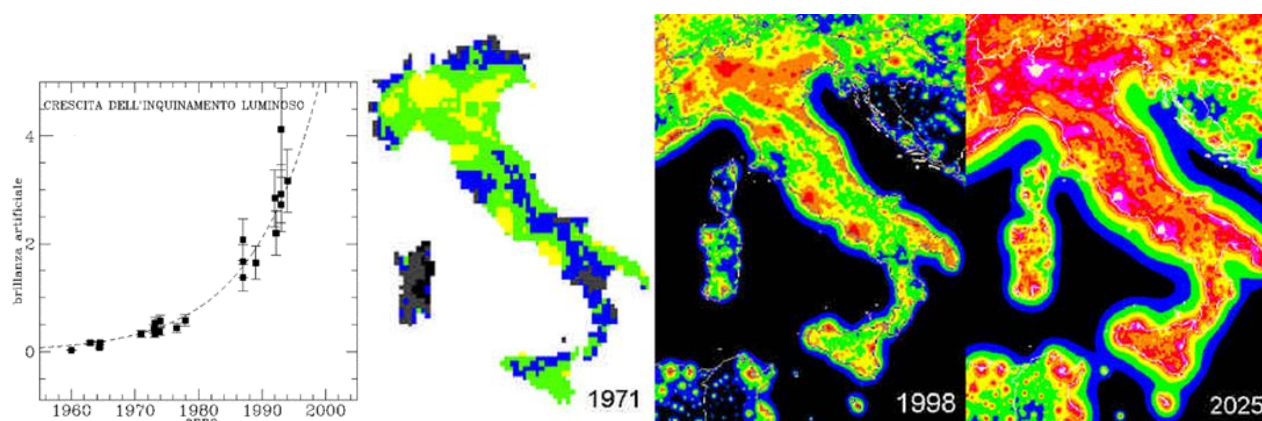 CRESCITA DELL'INQUINAMENTO LUMINOSO
brillanza artificiale
4
2
0
1960 1970 1980 1990 2000
1971
1998
2025